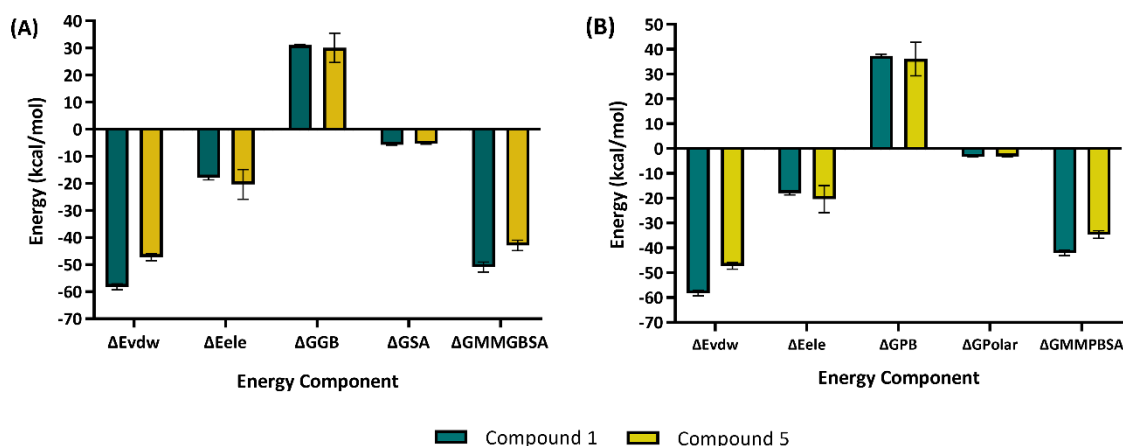 (A)
Energy (kcal/mol)
40
30
20
10
0
-10
-20
-30
-40
-50
-60
-70
ΔEvdw ΔEele ΔGGB ΔGSA ΔGMMGBSA
Energy Component
(B)
Energy (kcal/mol)
50
40
30
20
10
0
-10
-20
-30
-40
-50
-60
-70
ΔEvdw ΔEele ΔGPB ΔGPolar ΔGMMPBSA
Energy Component
Compound 1 Compound 5